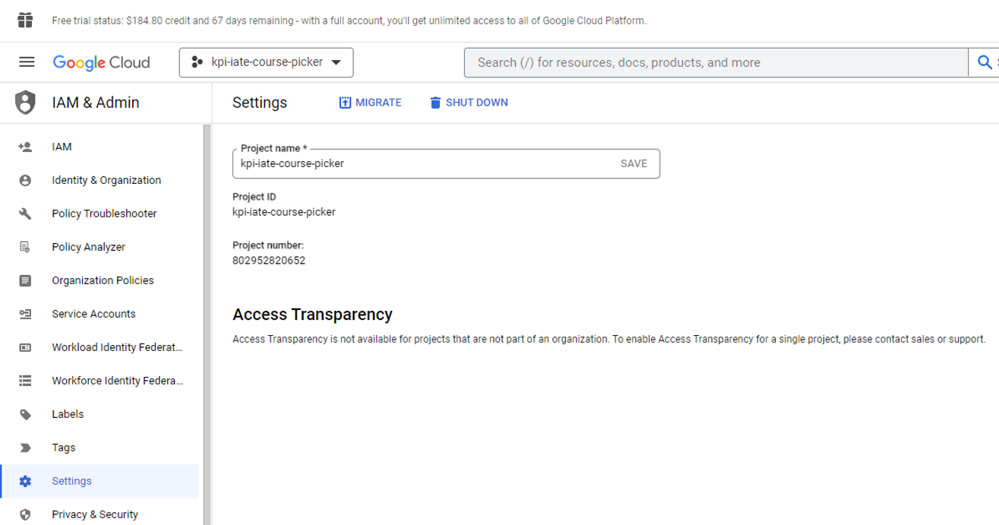 Free trial status: $184.80 credit and 67 days remaining - with a full account, you'll get unlimited access to all of Google Cloud Platform.
Google Cloud
kpi-iate-course-picker
Search (/) for resources, docs, products, and more
IAM & Admin
Settings
MIGRATE
SHUT DOWN
IAM
Identity & Organization
Policy Troubleshooter
Policy Analyzer
Organization Policies
Service Accounts
Workload Identity Federat...
Workforce Identity Federa...
Labels
Tags
Settings
Privacy & Security
Project name *
kpi-iate-course-picker
SAVE
Project ID
kpi-iate-course-picker
Project number:
802952820652
Access Transparency
Access Transparency is not available for projects that are not part of an organization. To enable Access Transparency for a single project, please contact sales or support.